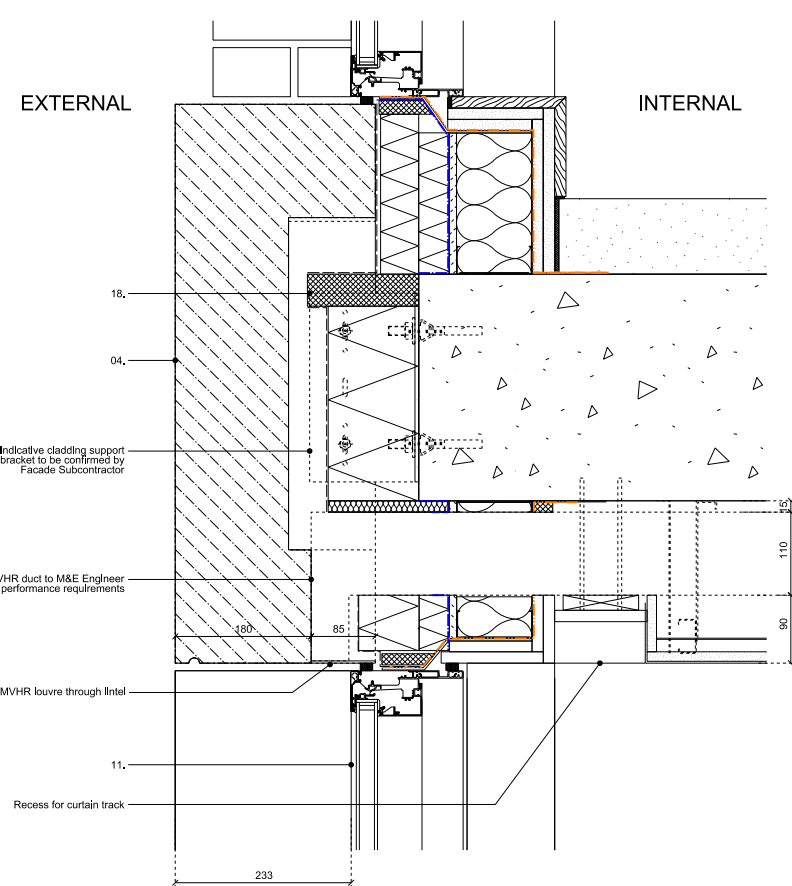 EXTERNAL
INTERNAL
18.
04.
Indicative cladding support
bracket to be confirmed by
Facade Subcontractor
15
110
VHR duct to M&E Engineer
performance requirements
90
180
85
MVHR louvre through lintel
11.
Recess for curtain track
233